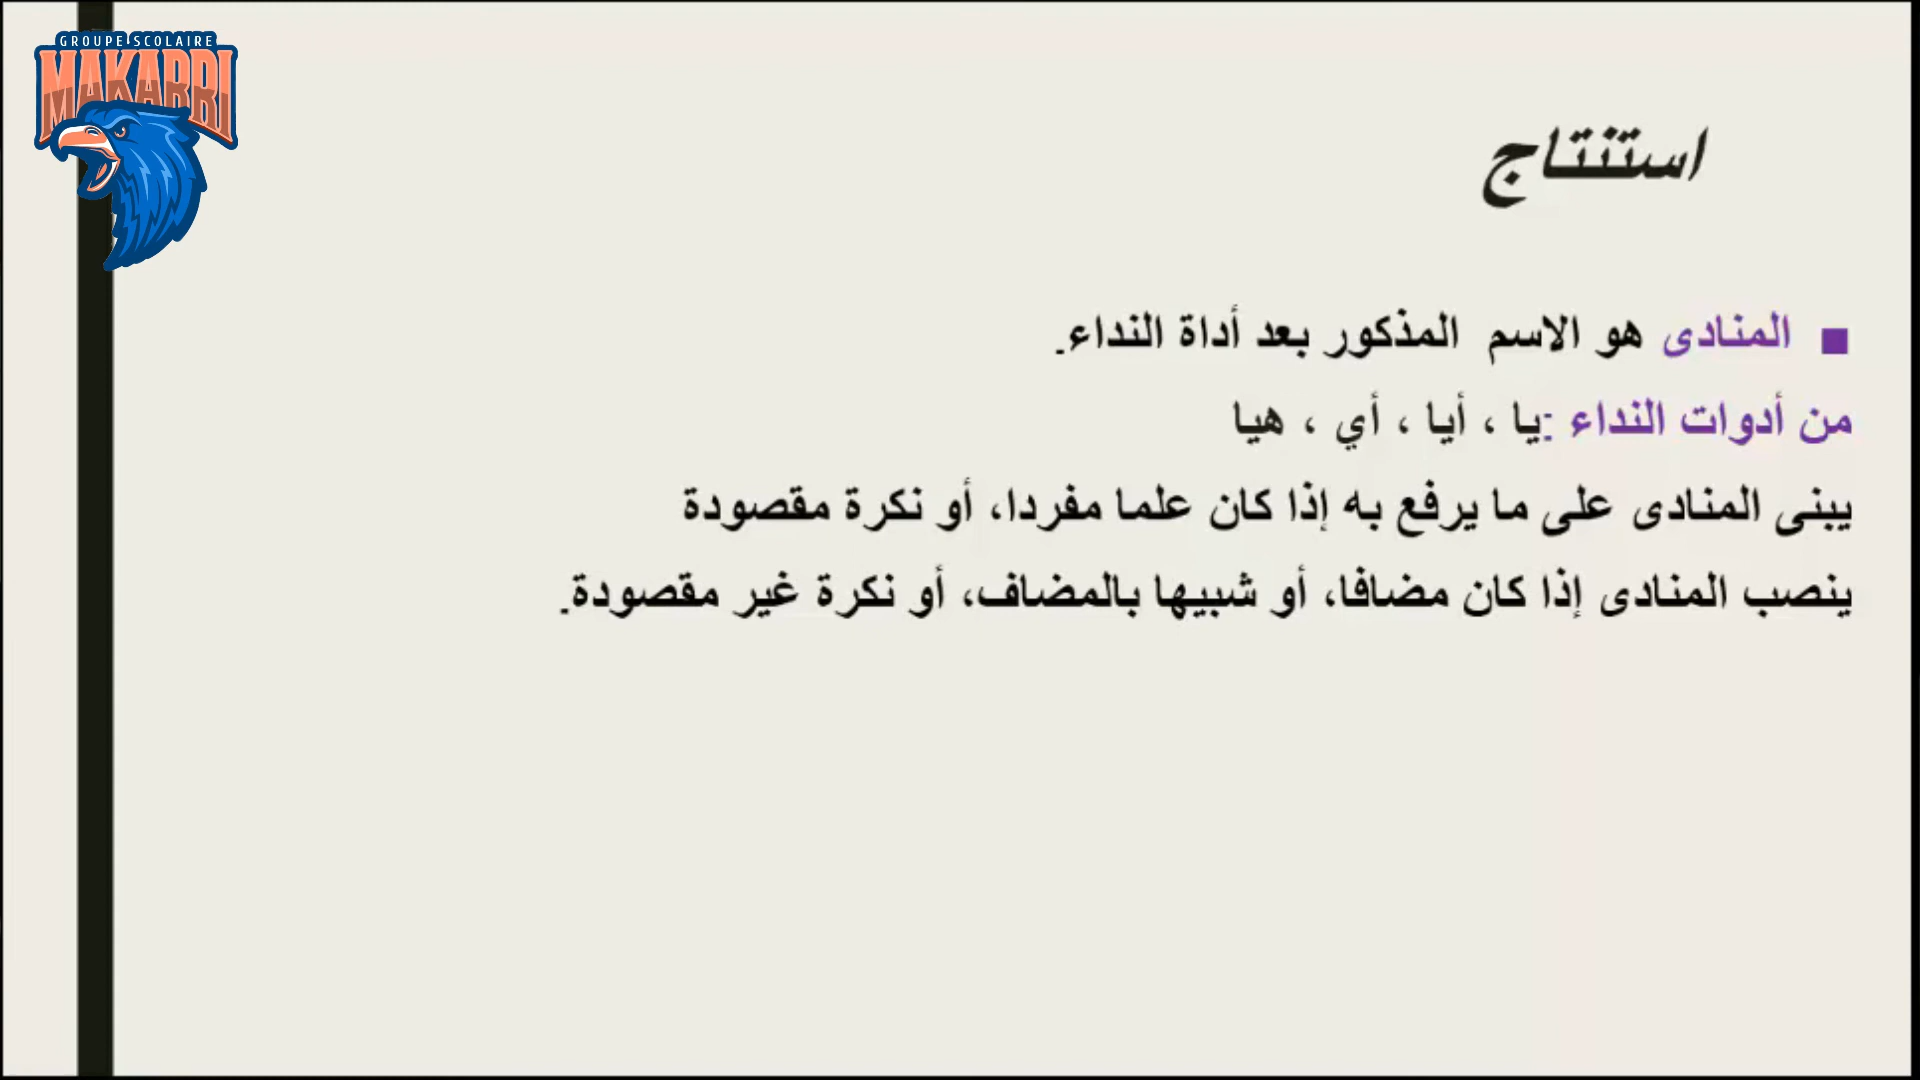 GROUPE SCOLAIRE
MAKARRI
استنتاج
■ المنادى هو الاسم المذكور بعد أداة النداء.
من أدوات النداء :يا ، أيا ، أي ، هيا
يبنى المنادى على ما يرفع به إذا كان علما مفردا، أو نكرة مقصودة
ينصب المنادى إذا كان مضافا، أو شبيها بالمضاف، أو نكرة غير مقصودة.